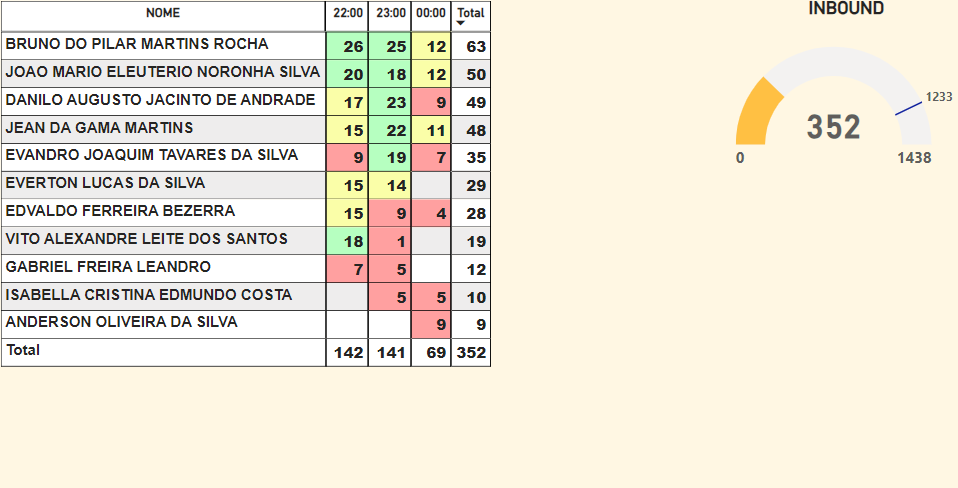 NOME 22:00 23:00 00:00 Total
BRUNO DO PILAR MARTINS ROCHA 26 25 12 63
JOAO MARIO ELEUTERIO NORONHA SILVA 20 18 12 50
DANILO AUGUSTO JACINTO DE ANDRADE 17 23 9 49
JEAN DA GAMA MARTINS 15 22 11 48
EVANDRO JOAQUIM TAVARES DA SILVA 9 19 7 35
EVERTON LUCAS DA SILVA 15 14 29
EDVALDO FERREIRA BEZERRA 15 9 4 28
VITO ALEXANDRE LEITE DOS SANTOS 18 1 19
GABRIEL FREIRA LEANDRO 7 5 12
ISABELLA CRISTINA EDMUNDO COSTA 5 5 10
ANDERSON OLIVEIRA DA SILVA 9 9
Total 142 141 69 352
INBOUND
1233
352
0 1438